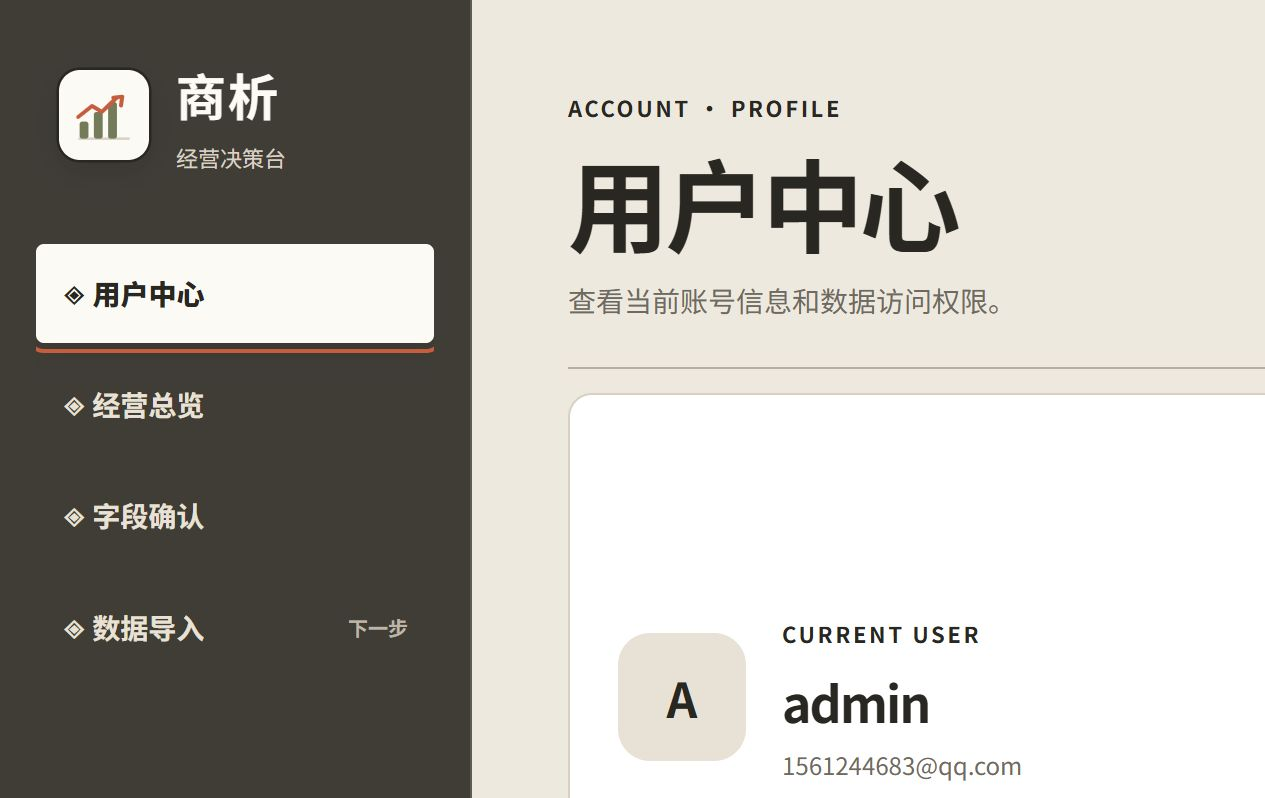 商析
经营决策台
◈ 用户中心
◈ 经营总览
◈ 字段确认
◈ 数据导入 下一步
ACCOUNT · PROFILE
用户中心
查看当前账号信息和数据访问权限。
A
CURRENT USER
admin
1561244683@qq.com